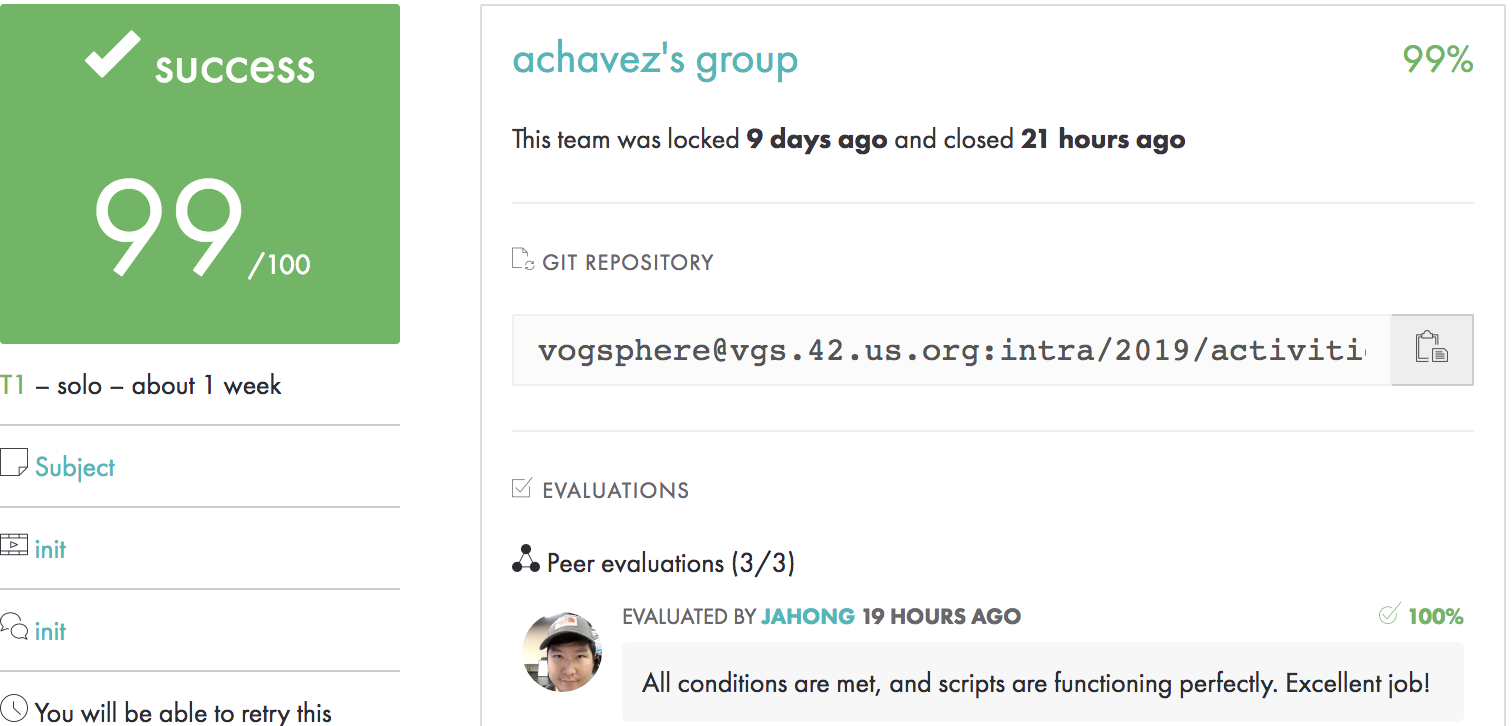 success
99/100
T1 – solo – about 1 week
Subject
init
init
You will be able to retry this
achavez's group
99%
This team was locked 9 days ago and closed 21 hours ago
GIT REPOSITORY
vogsphere@vgs.42.us.org:intra/2019/activiti
EVALUATIONS
Peer evaluations (3/3)
EVALUATED BY JAHONG 19 HOURS AGO
100%
All conditions are met, and scripts are functioning perfectly. Excellent job!